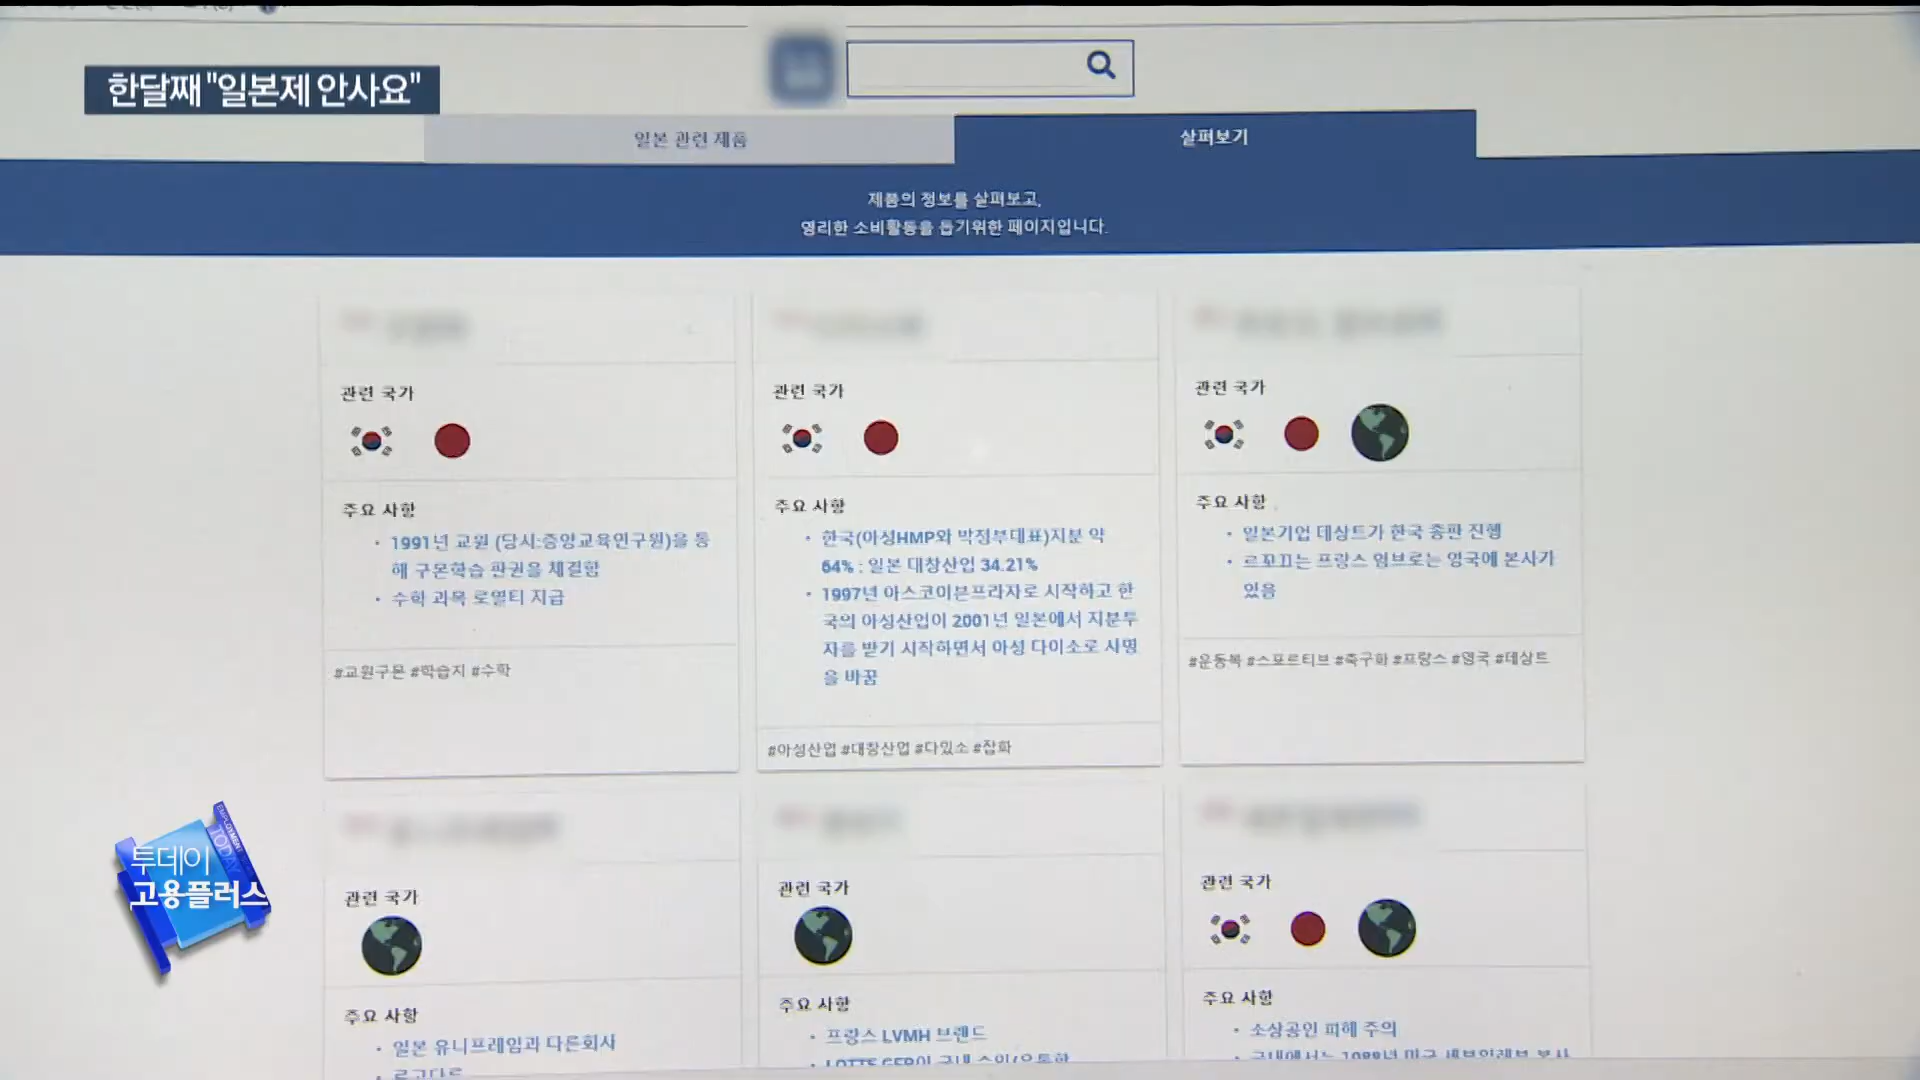 한달째 "일본제 안사요"
일본 관련 제품
살펴보기
제품의 정보를 살펴보고,
영리한 소비활동을 돕기위한 페이지입니다.
관련 국가
주요 사항
1991년 교원 (당시:중앙교육연구원)을 통
해 구몬학습 판권을 체결함
수학 과목 로열티 지급
#교원구몬 #학습지 #수학
관련 국가
주요 사항
한국(아성HMP와 박정부대표)지분 약
64% : 일본 대창산업 34.21%
1997년 아스코이븐프라자로 시작하고 한
국의 아성산업이 2001년 일본에서 지분투
자를 받기 시작하면서 아성 다이소로 사명
을 바꿈
#아성산업 #대창산업 #다있소 #잡화
관련 국가
주요 사항
일본기업 데상트가 한국 총판 진행
르꼬끄는 프랑스 엄브로는 영국에 본사가
있음
#운동복 #스포르티브 #축구화 #프랑스 #영국 #데상트
관련 국가
주요 사항
일본 유니프레임과 다른회사
로고다르
관련 국가
주요 사항
프랑스 LVMH 브랜드
관련 국가
주요 사항
소상공인 피해 주의
EMPLOYMENT
TODAY
투데이
고용플러스